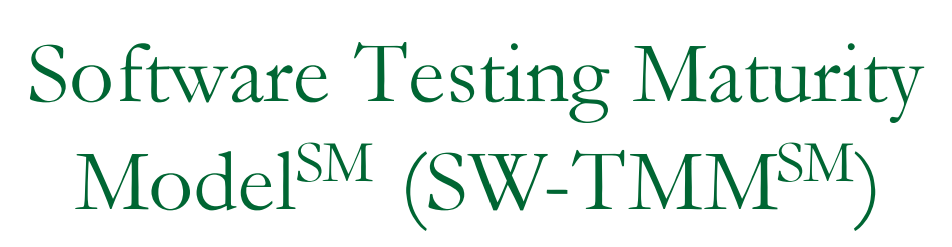 Software Testing Maturity
Model℠ (SW-TMM℠)